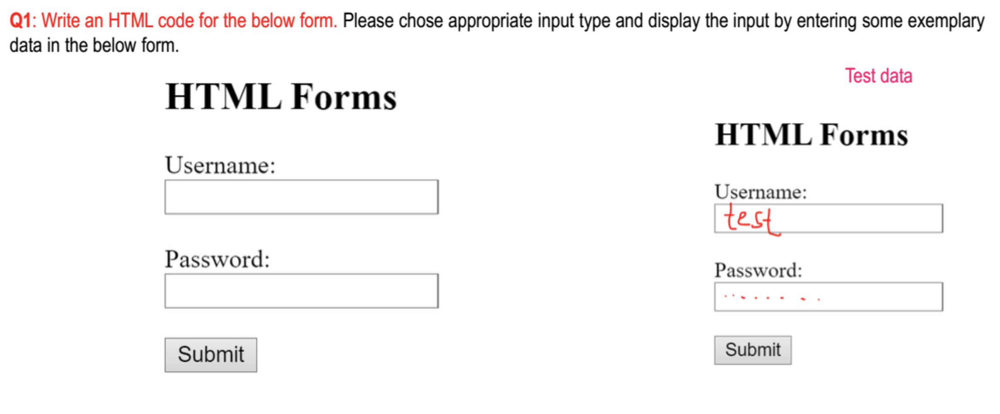 Q1: Write an HTML code for the below form. Please chose appropriate input type and display the input by entering some exemplary
data in the below form.
HTML Forms
Username:
Password:
Submit
Test data
HTML Forms
Username:
test
Password:
........
Submit